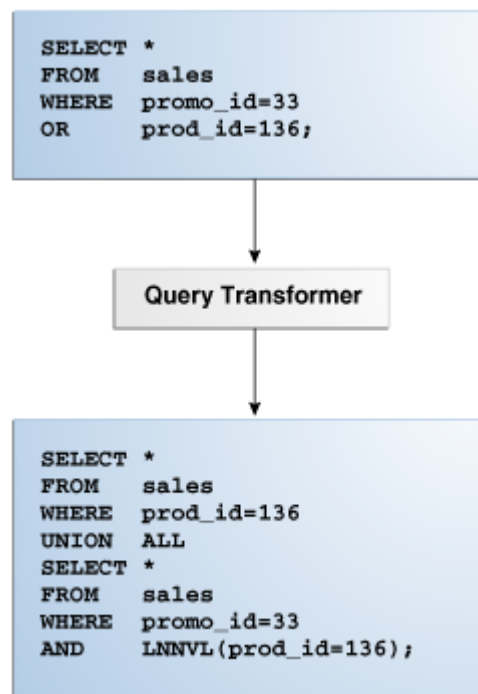 SELECT *
FROM sales
WHERE promo_id=33
OR prod_id=136;
Query Transformer
SELECT *
FROM sales
WHERE prod_id=136
UNION ALL
SELECT *
FROM sales
WHERE promo_id=33
AND LNNVL(prod_id=136);